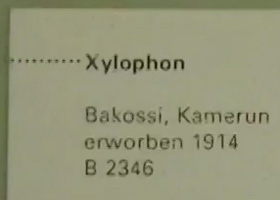 ..........Xylophon
Bakossi, Kamerun
erworben 1914
B 2346